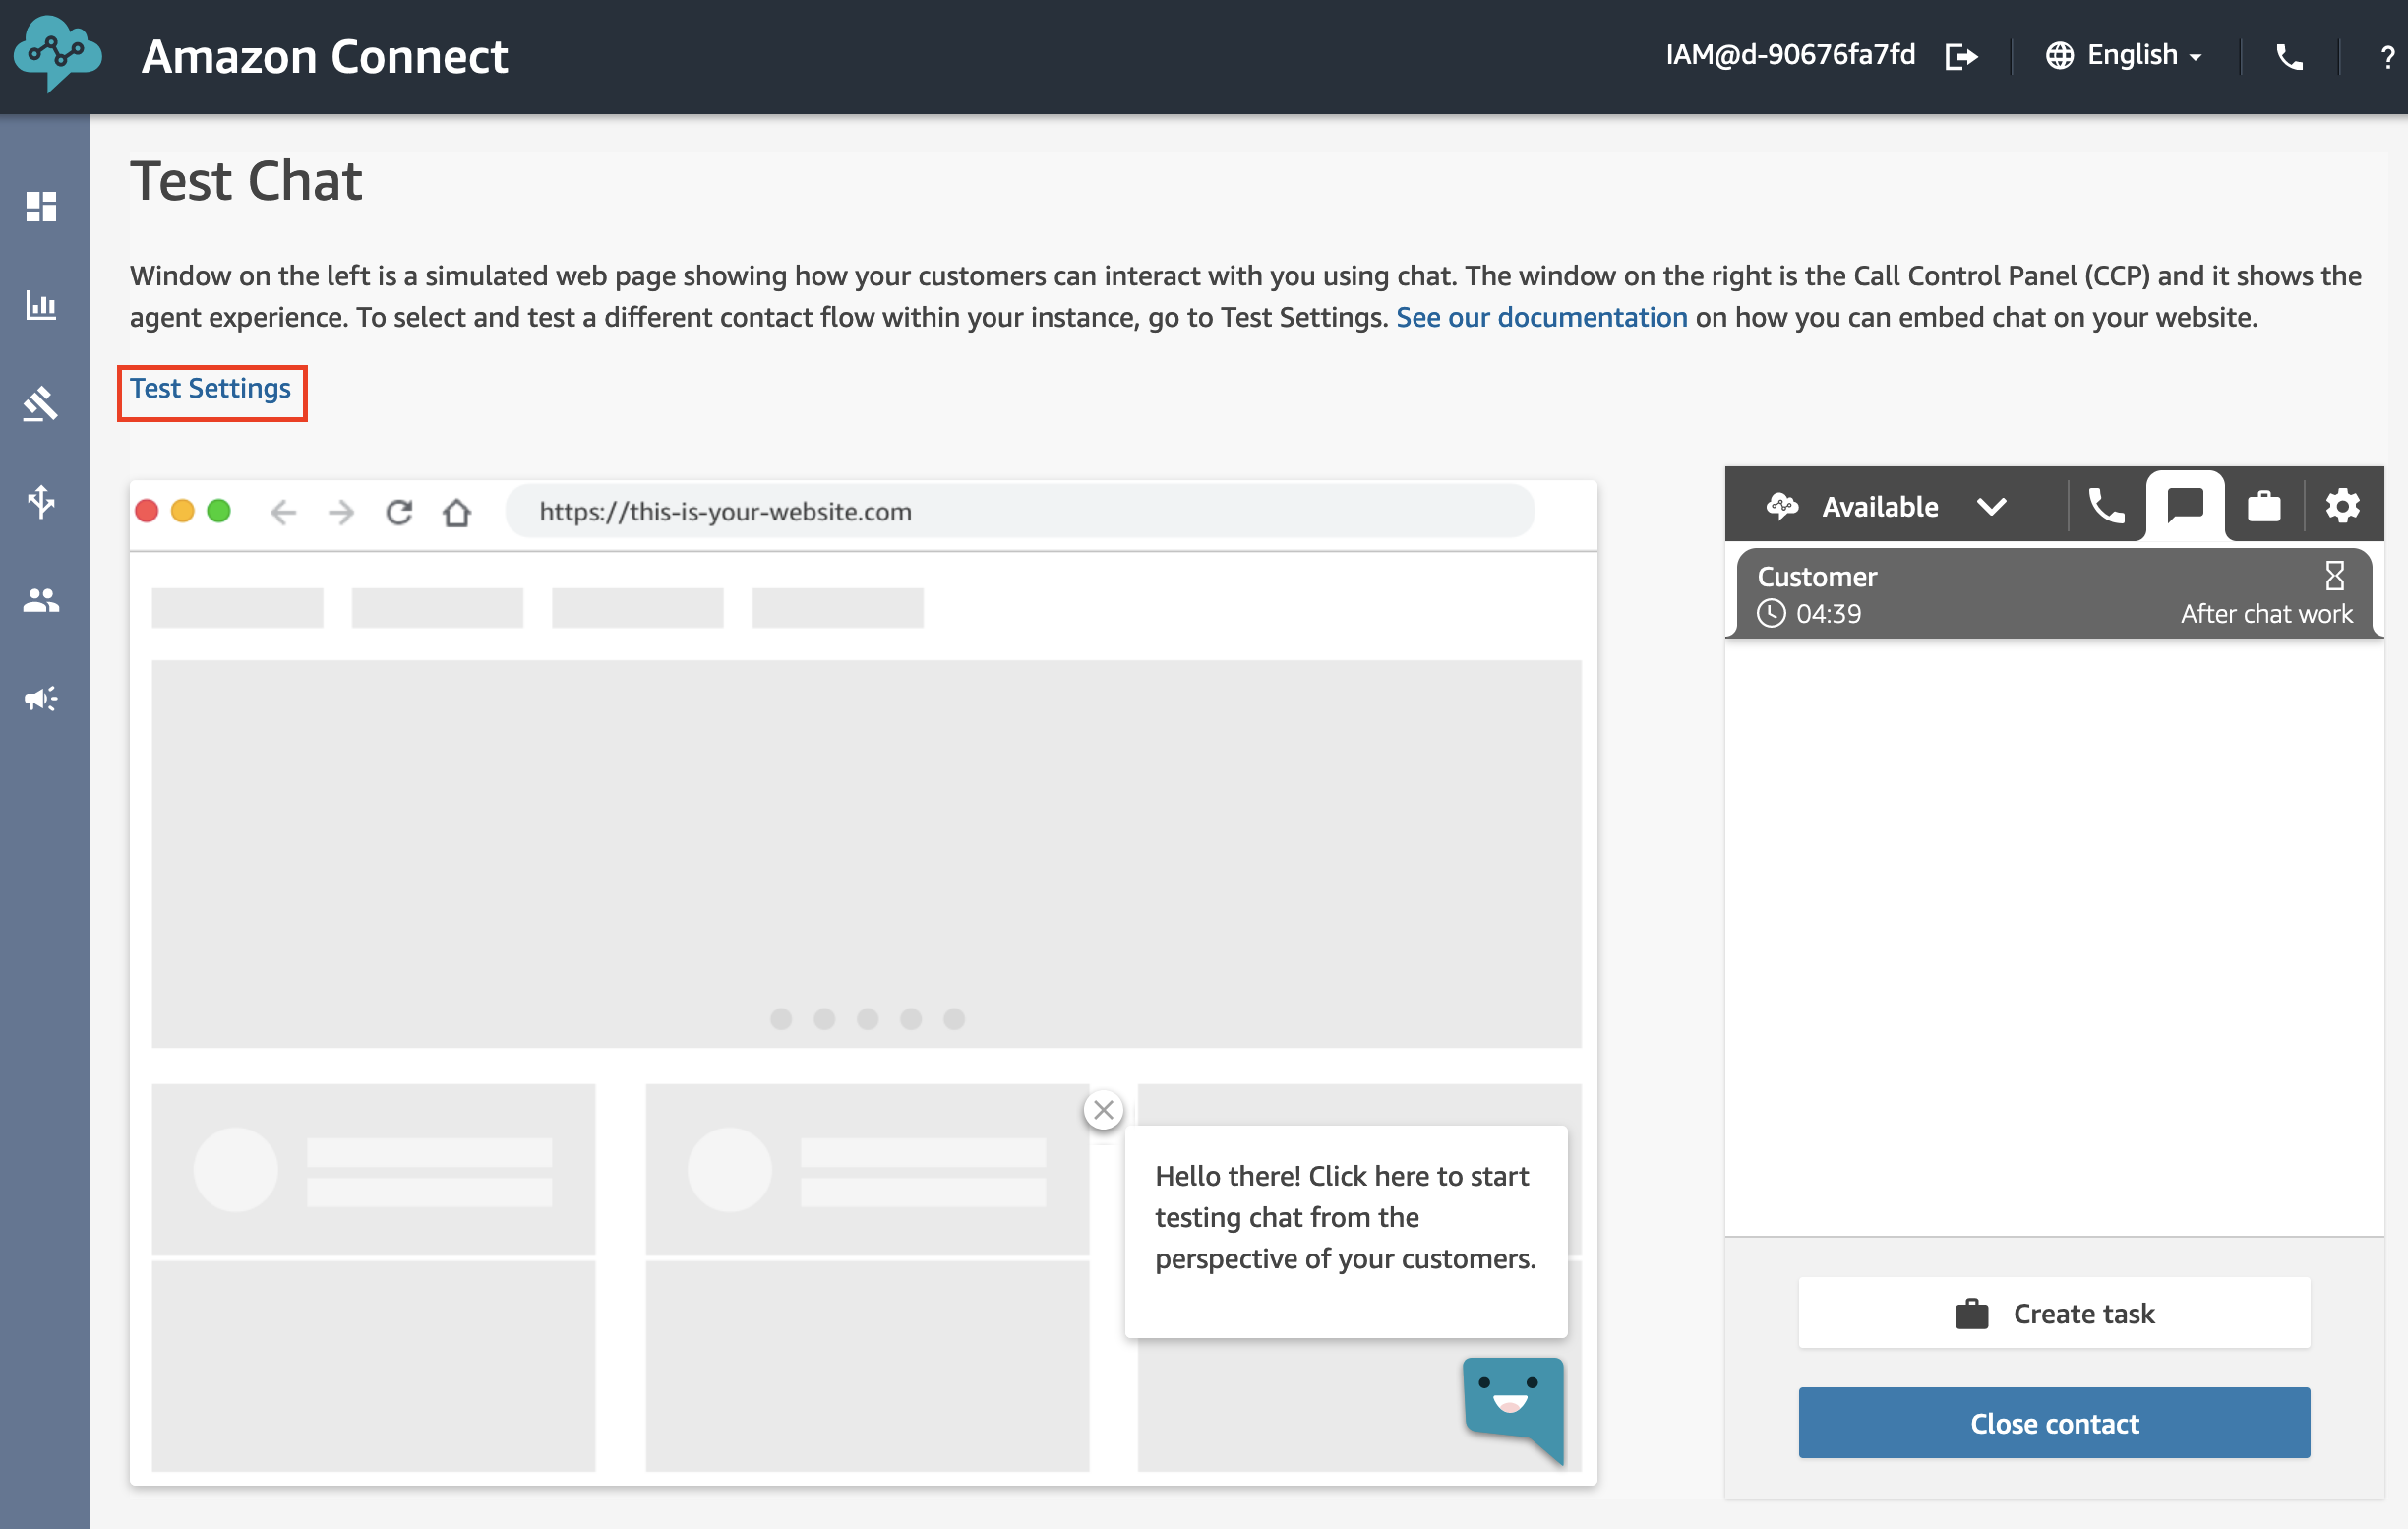 Amazon Connect
IAM@d-90676fa7fd
English
?
Test Chat
Window on the left is a simulated web page showing how your customers can interact with you using chat. The window on the right is the Call Control Panel (CCP) and it shows the
agent experience. To select and test a different contact flow within your instance, go to Test Settings. See our documentation on how you can embed chat on your website.
Test Settings
https://this-is-your-website.com
Hello there! Click here to start
testing chat from the
perspective of your customers.
Available
Customer
04:39
After chat work
Create task
Close contact